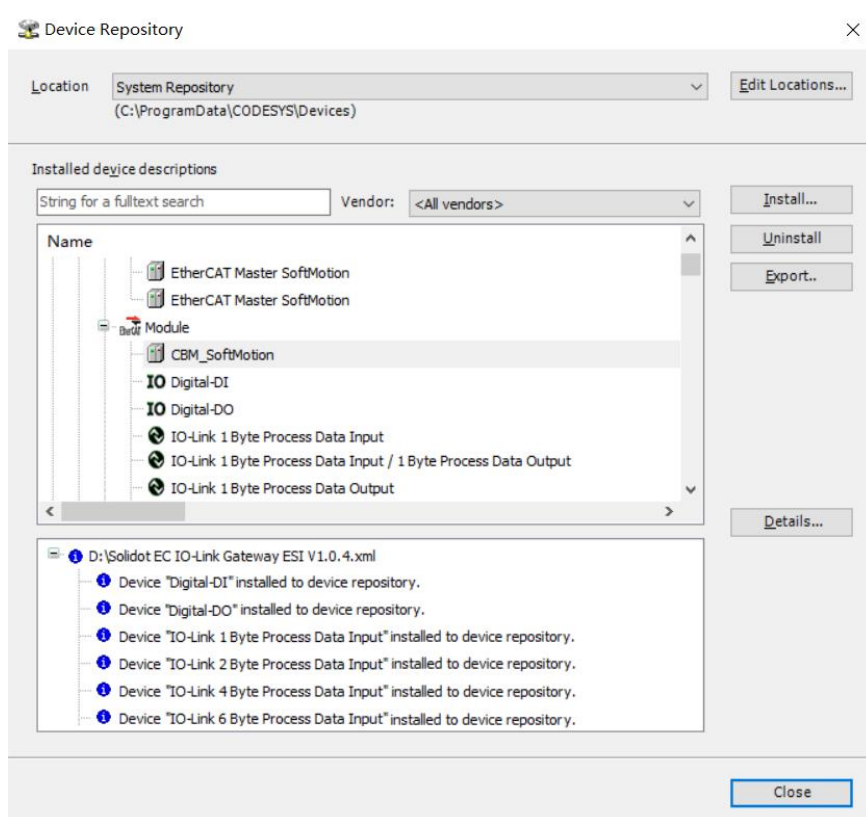 Device Repository
Location System Repository Edit Locations...
(C:\ProgramData\CODESYS\Devices)
Installed device descriptions
String for a fulltext search Vendor: <All vendors> Install...
Name Uninstall
EtherCAT Master SoftMotion Export..
EtherCAT Master SoftMotion
Module
CBM_SoftMotion
IO Digital-DI
IO Digital-DO
IO-Link 1 Byte Process Data Input
IO-Link 1 Byte Process Data Input / 1 Byte Process Data Output
IO-Link 1 Byte Process Data Output
Details...
D:\Solidot EC IO-Link Gateway ESI V1.0.4.xml
Device "Digital-DI" installed to device repository.
Device "Digital-DO" installed to device repository.
Device "IO-Link 1 Byte Process Data Input" installed to device repository.
Device "IO-Link 2 Byte Process Data Input" installed to device repository.
Device "IO-Link 4 Byte Process Data Input" installed to device repository.
Device "IO-Link 6 Byte Process Data Input" installed to device repository.
Close